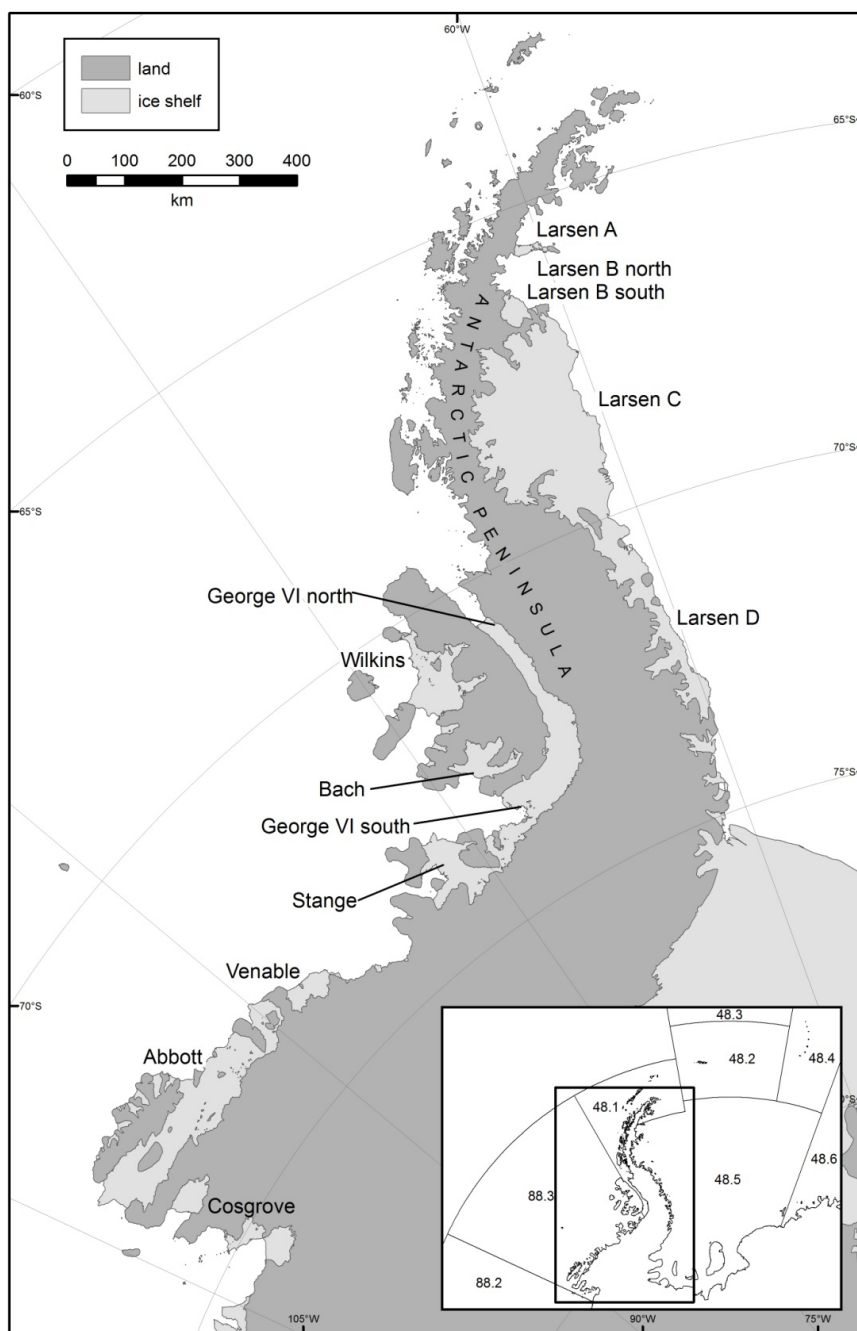 60°W
land
ice shelf
60°S
65°S
0 100 200 300 400
km
Larsen A
Larsen B north
Larsen B south
ANTARCTIC PENINSULA
Larsen C
70°S
65°S
George VI north
Larsen D
Wilkins
75°S
Bach
George VI south
Stange
Venable
70°S
Abbott
Cosgrove
48.3
48.2
48.4
48.1
48.6
48.5
88.3
88.2
105°W
90°W
75°W